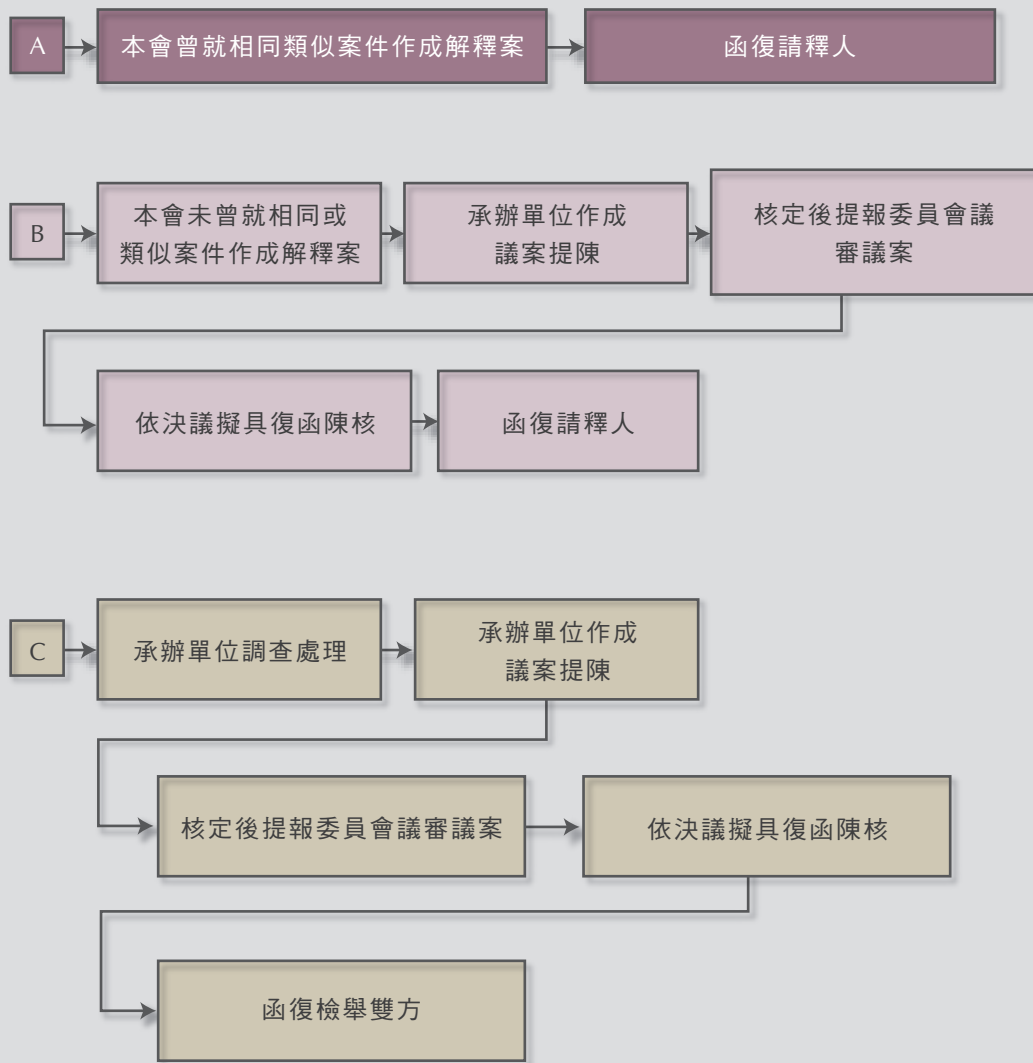 A
本會曾就相同類似案件作成解釋案
函復請釋人
B
本會未曾就相同或
類似案件作成解釋案
承辦單位作成
議案提陳
核定後提報委員會議
審議案
依決議擬具復函陳核
函復請釋人
C
承辦單位調查處理
承辦單位作成
議案提陳
核定後提報委員會議審議案
依決議擬具復函陳核
函復檢舉雙方